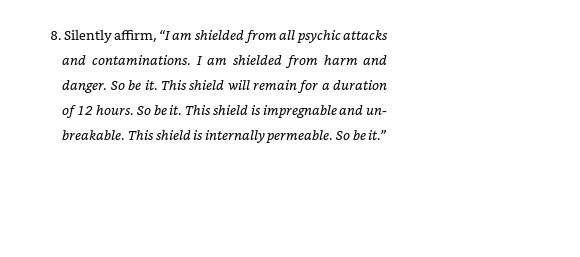 8. Silently affirm, “I am shielded from all psychic attacks
and contaminations. I am shielded from harm and
danger. So be it. This shield will remain for a duration
of 12 hours. So be it. This shield is impregnable and un-
breakable. This shield is internally permeable. So be it.”